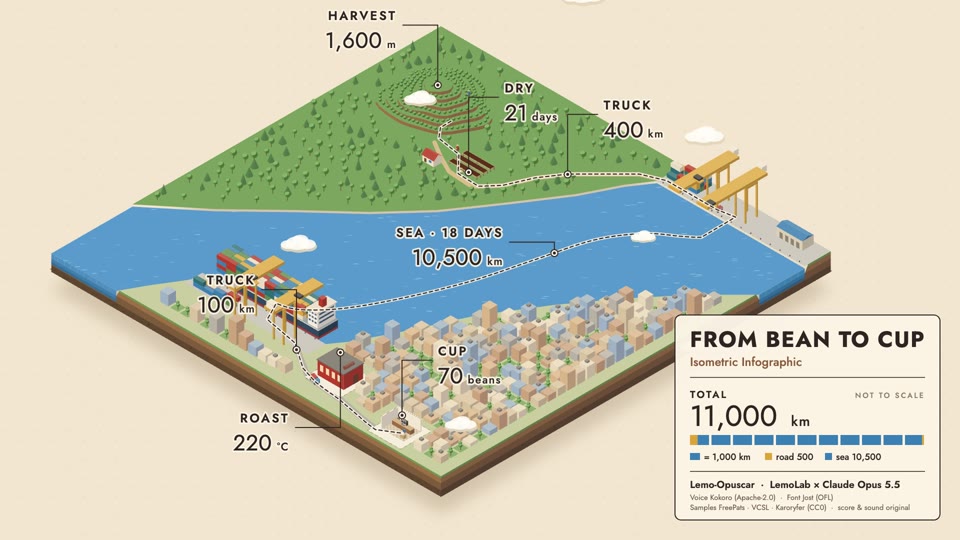 HARVEST
1,600 m
DRY
21 days
TRUCK
400 km
SEA · 18 DAYS
10,500 km
TRUCK
100 km
CUP
70 beans
ROAST
220 °C
FROM BEAN TO CUP
Isometric Infographic
TOTAL NOT TO SCALE
11,000 km
= 1,000 km road 500 sea 10,500
Lemo-Opuscar · LemoLab × Claude Opus 5.5
Voice Kokoro (Apache-2.0) · Font Jost (OFL)
Samples FreePats · VCSL · Karoryfer (CC0) · score & sound original